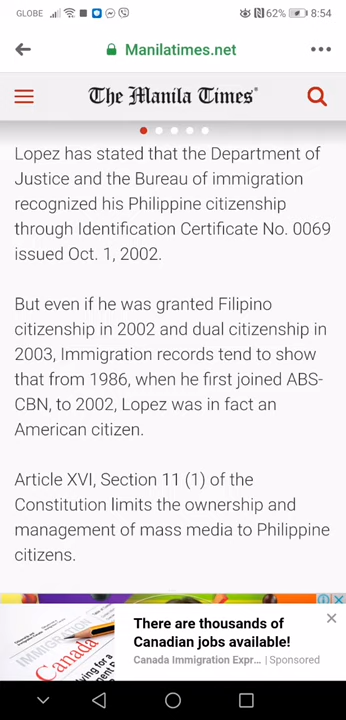 GLOBE 62% 8:54
Manilatimes.net
The Manila Times
Lopez has stated that the Department of
Justice and the Bureau of immigration
recognized his Philippine citizenship
through Identification Certificate No. 0069
issued Oct. 1, 2002.
But even if he was granted Filipino
citizenship in 2002 and dual citizenship in
2003, Immigration records tend to show
that from 1986, when he first joined ABS-
CBN, to 2002, Lopez was in fact an
American citizen.
Article XVI, Section 11 (1) of the
Constitution limits the ownership and
management of mass media to Philippine
citizens.
IMMIGRATION
Canada
There are thousands of
Canadian jobs available!
Canada Immigration Expr... | Sponsored